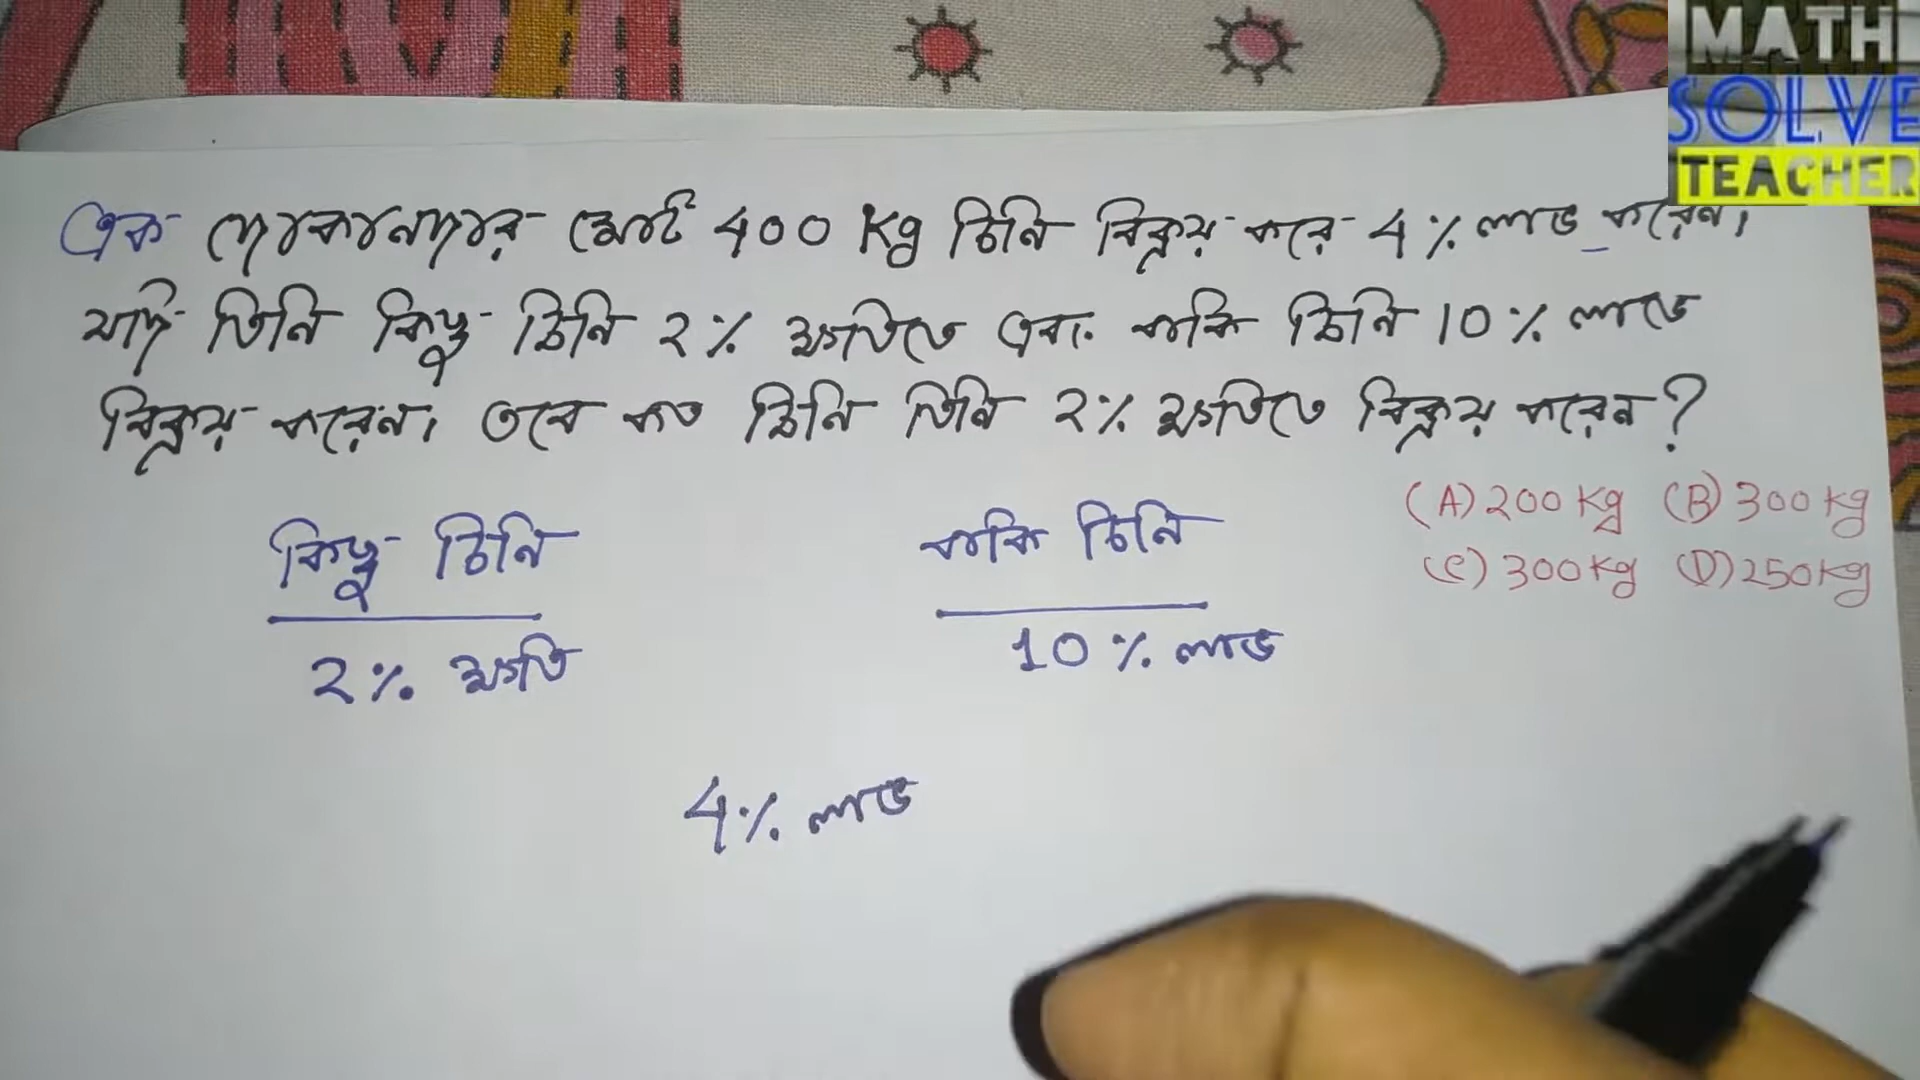 MATH
SOLVE
TEACHER
এক দোকানদার মোট 400 Kg চিনি বিক্রয় করে 4% লাভ করেন।
যদি তিনি কিছু চিনি 2% ক্ষতিতে এবং বাকি চিনি 10% লাভে
বিক্রয় করেন। তবে কত চিনি তিনি 2% ক্ষতিতে বিক্রয় করেন?
(A) 200 Kg (B) 300 Kg
(C) 300 Kg (D) 250 Kg
কিছু চিনি
বাকি চিনি
2% ক্ষতি
10% লাভ
4% লাভ